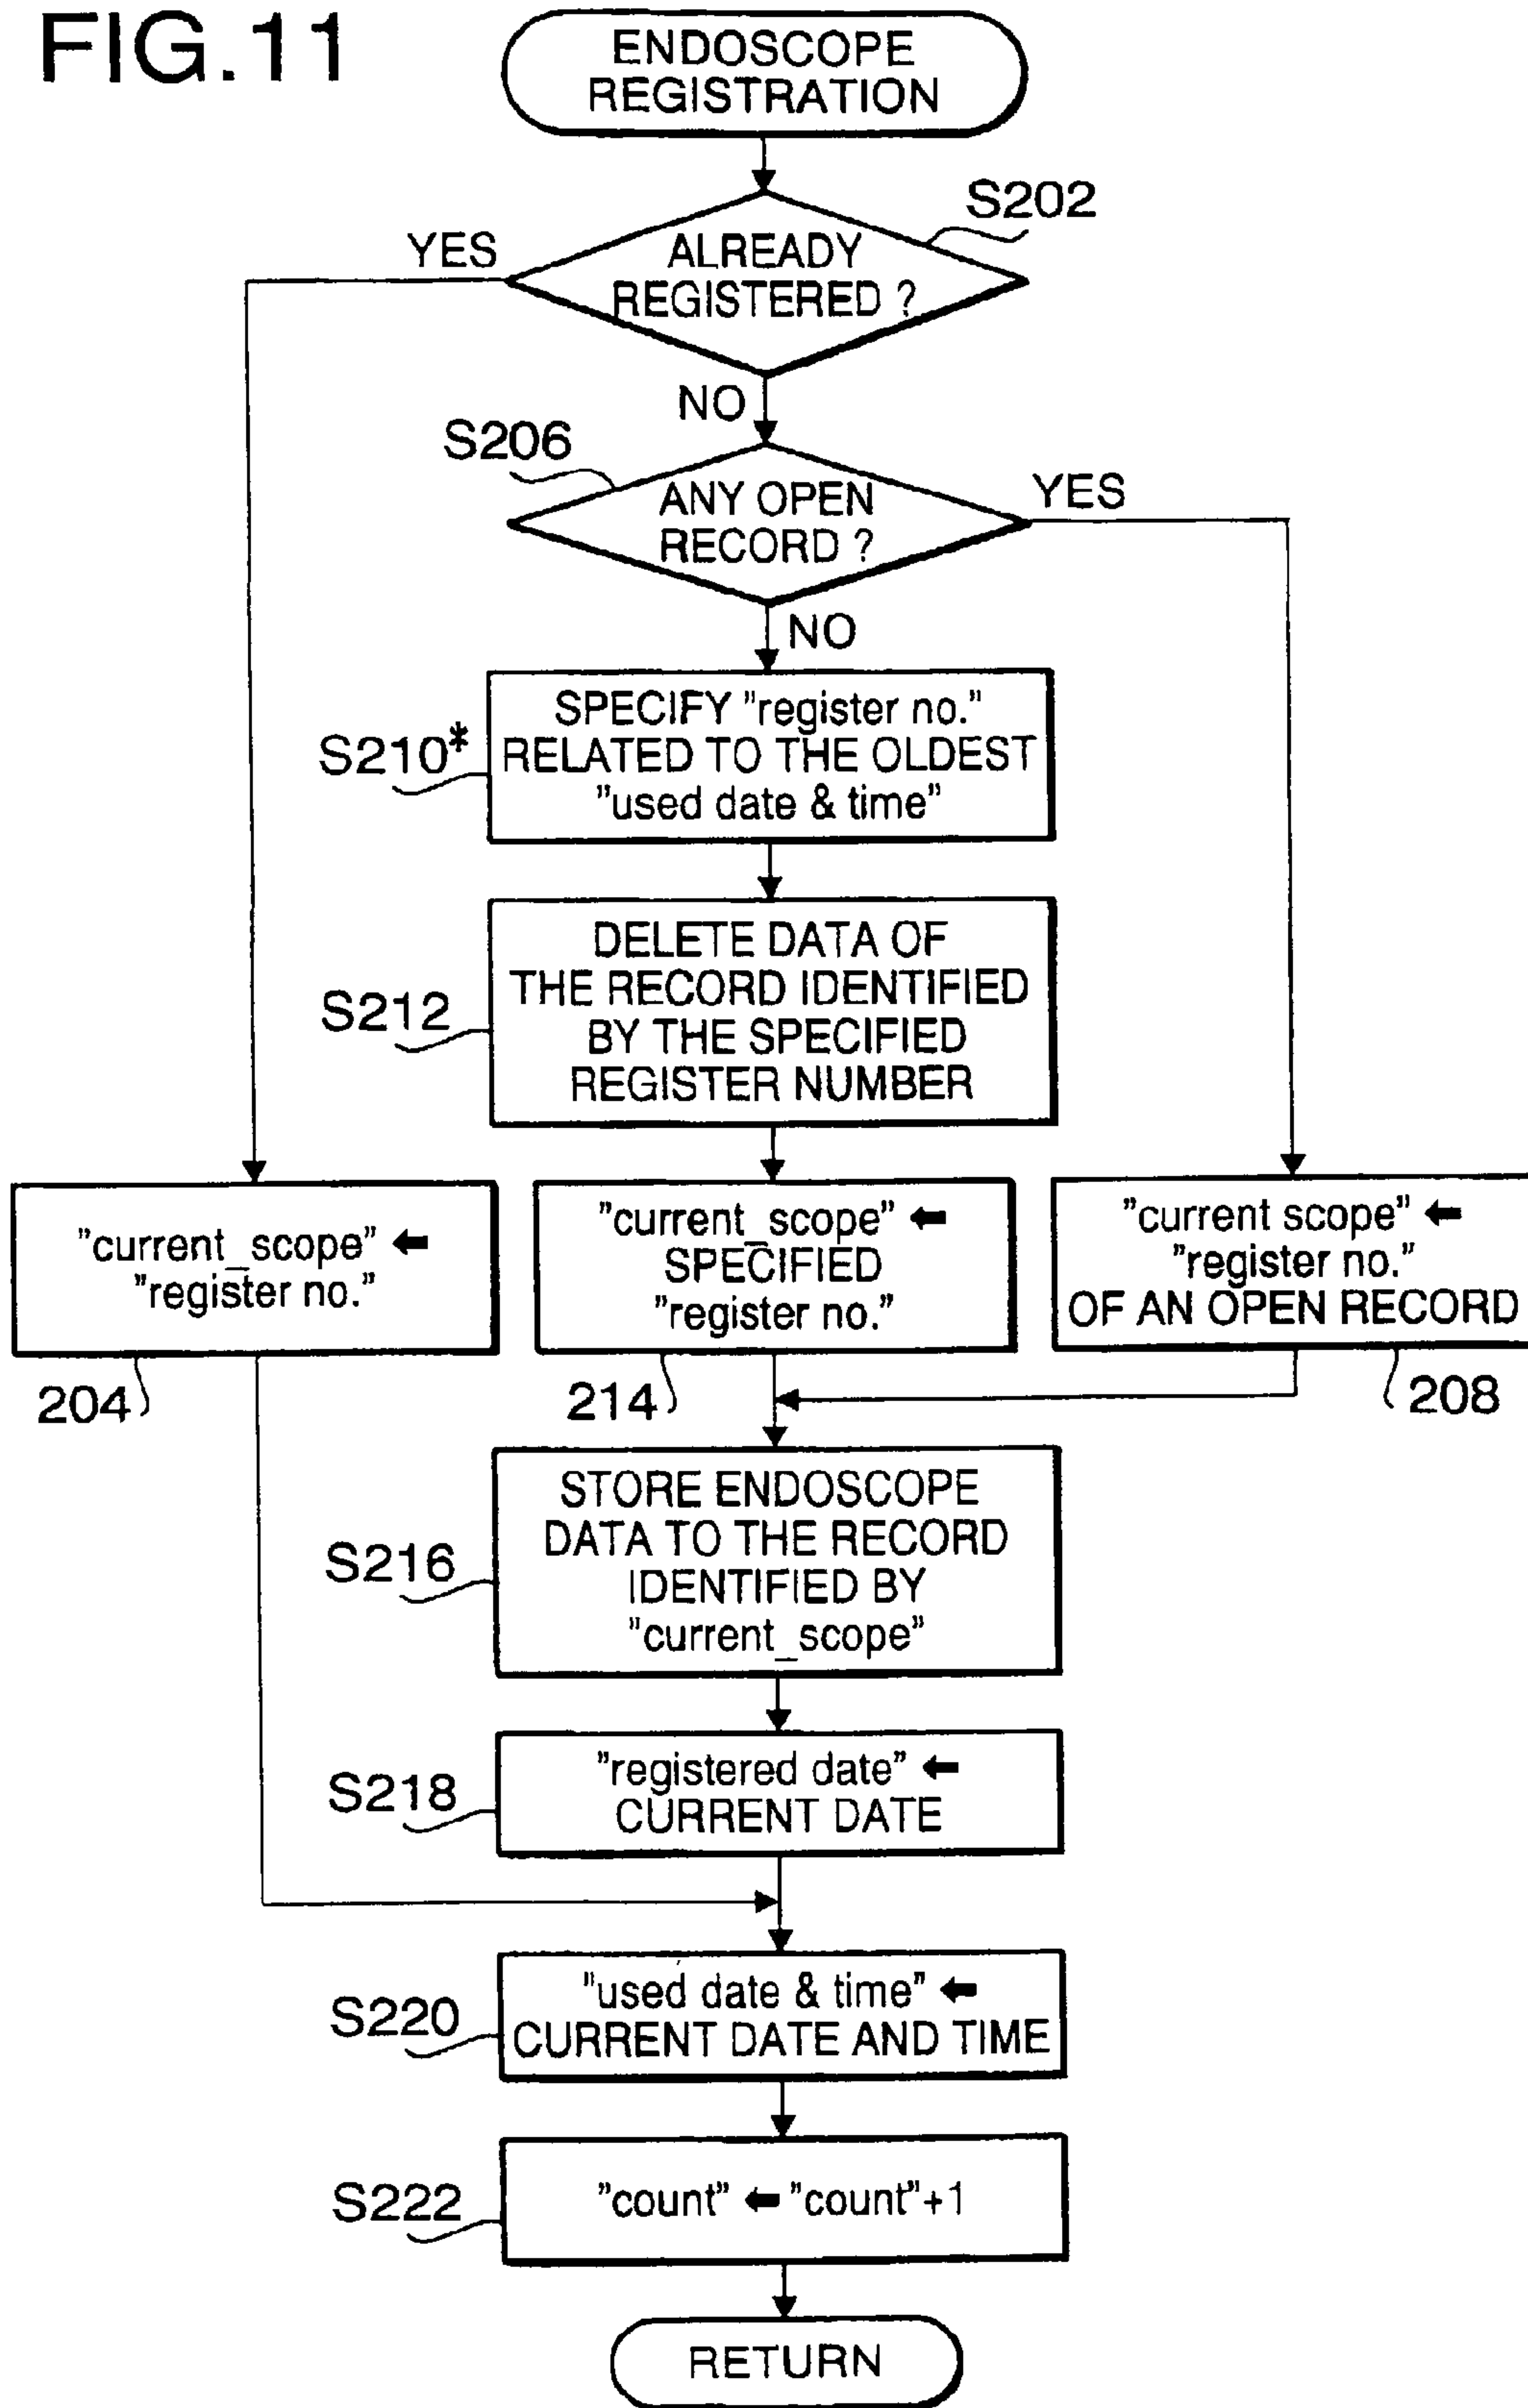 FIG.11
ENDOSCOPE
REGISTRATION
S202
YES
ALREADY
REGISTERED ?
NO
S206
ANY OPEN
RECORD ?
YES
NO
S210*
SPECIFY "register no."
RELATED TO THE OLDEST
"used date & time"
S212
DELETE DATA OF
THE RECORD IDENTIFIED
BY THE SPECIFIED
REGISTER NUMBER
"current_scope" ←
"register no."
204
"current_scope" ←
SPECIFIED
"register no."
214
"current scope" ←
"register no."
OF AN OPEN RECORD
208
S216
STORE ENDOSCOPE
DATA TO THE RECORD
IDENTIFIED BY
"current_scope"
S218
"registered date" ←
CURRENT DATE
S220
"used date & time" ←
CURRENT DATE AND TIME
S222
"count" ← "count"+1
RETURN